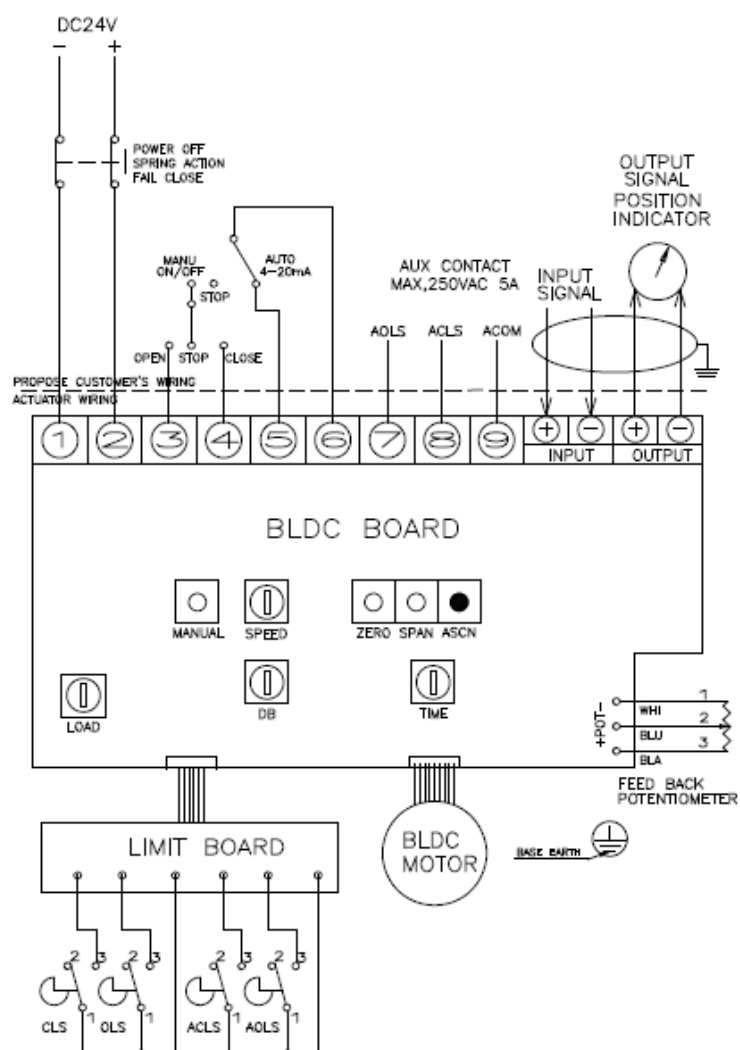 DC24V
- +
POWER OFF
SPRING ACTION
FAIL CLOSE
OUTPUT
SIGNAL
POSITION
INDICATOR
MANU
ON/OFF
STOP
AUTO
4-20mA
AUX CONTACT
MAX,250VAC 5A
INPUT
SIGNAL
AOLS ACLS ACOM
OPEN STOP CLOSE
PROPOSE CUSTOMER'S WIRING
ACTUATOR WIRING
1 2 3 4 5 6 7 8 9 + - + -
INPUT OUTPUT
BLDC BOARD
MANUAL SPEED ZERO SPAN ASCN
LOAD DB TIME
+POT-
WHI 1
BLU 2
BLA 3
FEED BACK
POTENTIOMETER
LIMIT BOARD
BLDC
MOTOR
BASE EARTH
2 3 2 3 2 3 2 3
1 1 1 1
CLS OLS ACLS AOLS